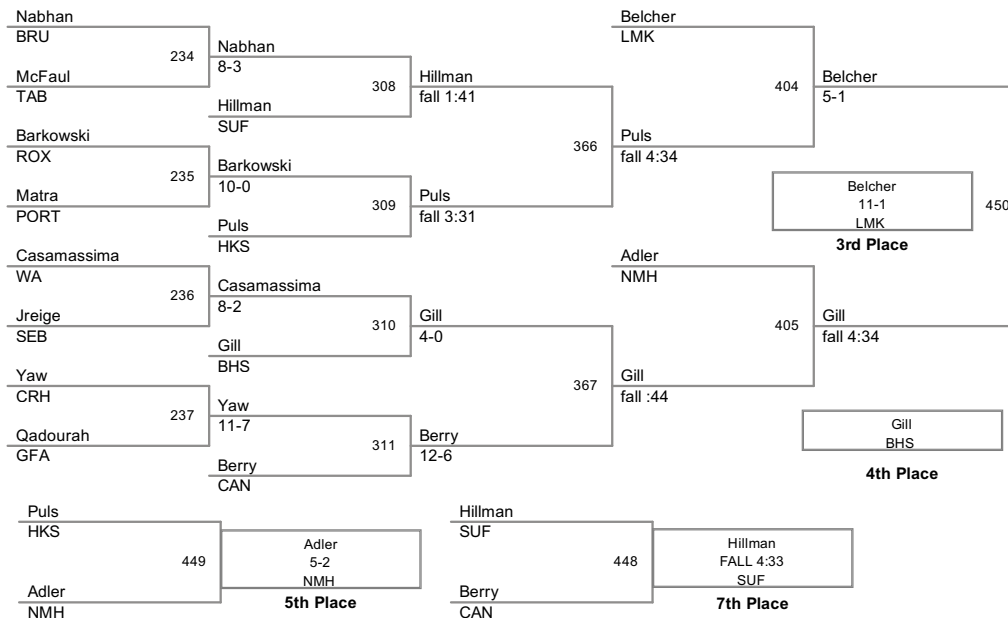 Nabhan
BRU
234
McFaul
TAB
Nabhan
8-3
308
Hillman
SUF
Barkowski
ROX
235
Matra
PORT
Barkowski
10-0
309
Puls
HKS
Hillman
fall 1:41
366
Puls
fall 3:31
Casamassima
WA
236
Jreige
SEB
Casamassima
8-2
310
Gill
BHS
Yaw
CRH
237
Qadourah
GFA
Yaw
11-7
311
Berry
CAN
Gill
4-0
367
Berry
12-6
Belcher
LMK
404
Puls
fall 4:34
Belcher
5-1
Belcher
11-1
LMK
450
3rd Place
Adler
NMH
405
Gill
fall :44
Gill
fall 4:34
Gill
BHS
4th Place
Puls
HKS
449
Adler
NMH
Adler
5-2
NMH
5th Place
Hillman
SUF
448
Berry
CAN
Hillman
FALL 4:33
SUF
7th Place